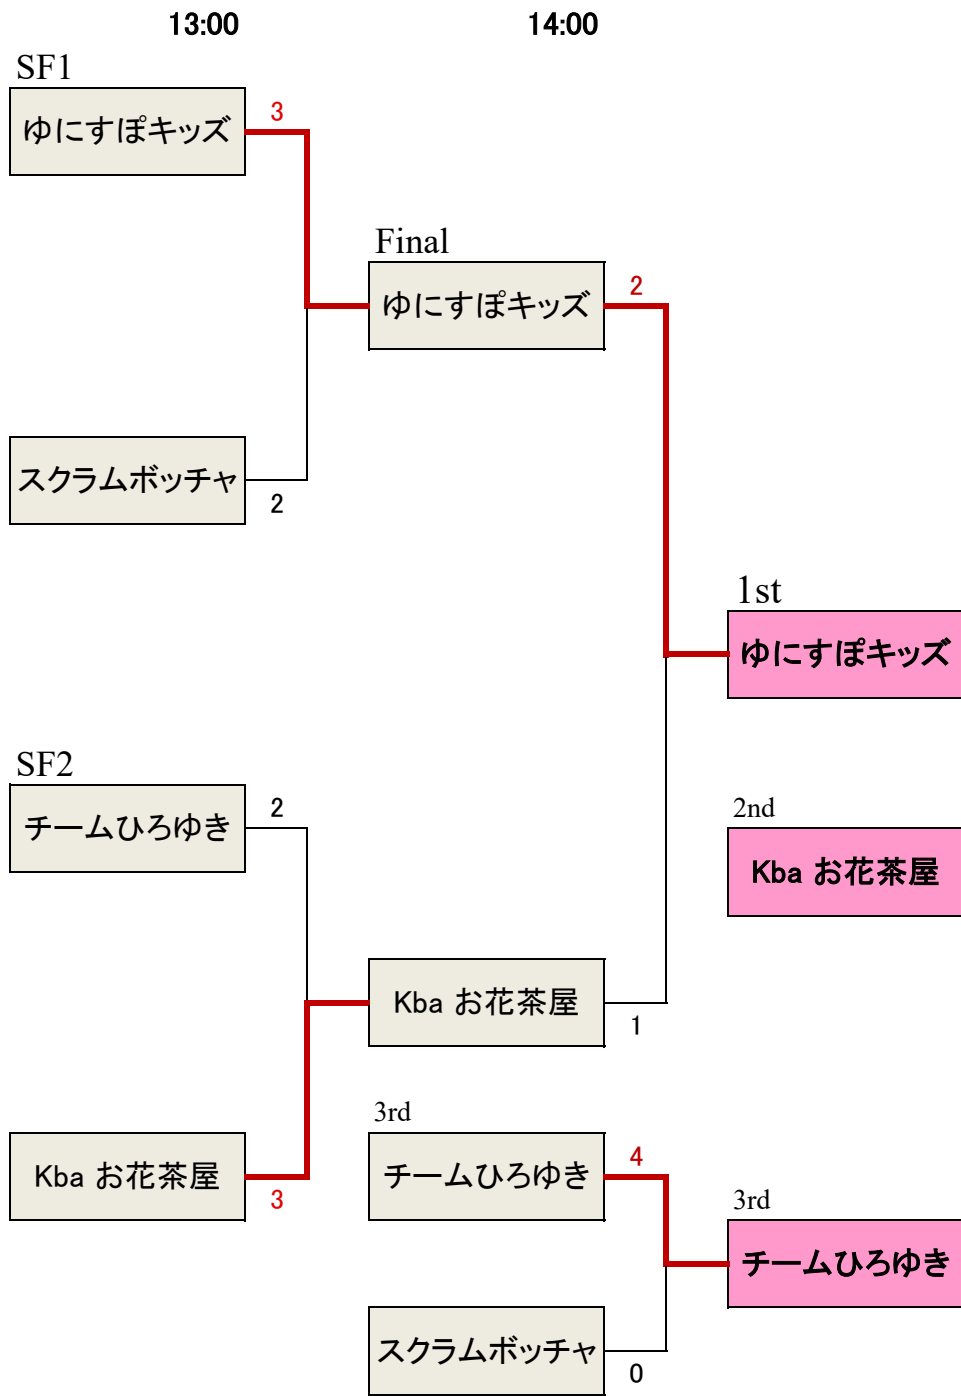 13:00
14:00
SF1
ゆにすぽキッズ
3
Final
ゆにすぽキッズ
2
スクラムボッチャ
2
1st
ゆにすぽキッズ
SF2
チームひろゆき
2
2nd
Kba お花茶屋
Kba お花茶屋
1
3rd
Kba お花茶屋
3
チームひろゆき
4
3rd
チームひろゆき
スクラムボッチャ
0